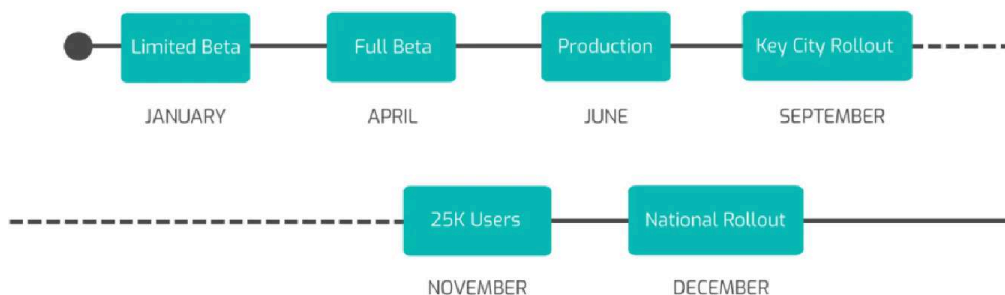 Limited Beta
Full Beta
Production
Key City Rollout
JANUARY
APRIL
JUNE
SEPTEMBER
25K Users
National Rollout
NOVEMBER
DECEMBER